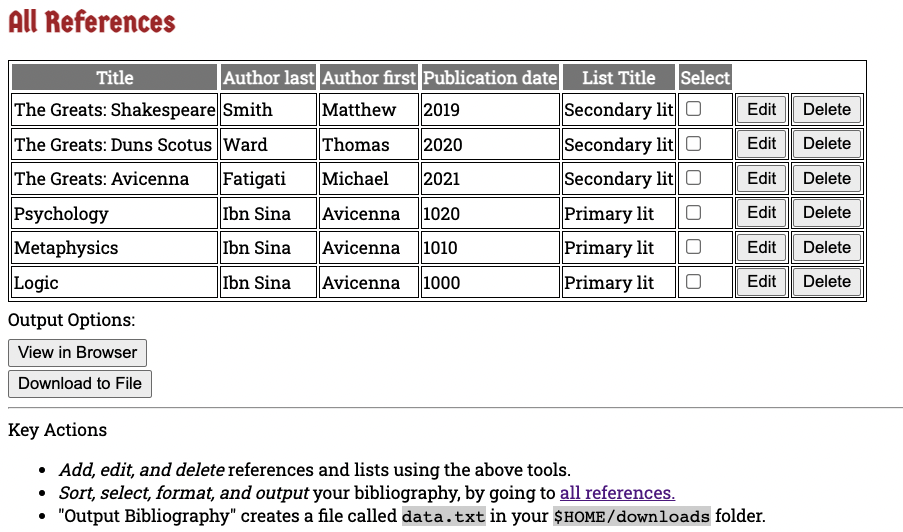 All References
Title Author last Author first Publication date List Title Select
The Greats: Shakespeare Smith Matthew 2019 Secondary lit Edit Delete
The Greats: Duns Scotus Ward Thomas 2020 Secondary lit Edit Delete
The Greats: Avicenna Fatigati Michael 2021 Secondary lit Edit Delete
Psychology Ibn Sina Avicenna 1020 Primary lit Edit Delete
Metaphysics Ibn Sina Avicenna 1010 Primary lit Edit Delete
Logic Ibn Sina Avicenna 1000 Primary lit Edit Delete
Output Options:
View in Browser
Download to File
Key Actions
• Add, edit, and delete references and lists using the above tools.
• Sort, select, format, and output your bibliography, by going to all references.
• "Output Bibliography" creates a file called data.txt in your $HOME/downloads folder.